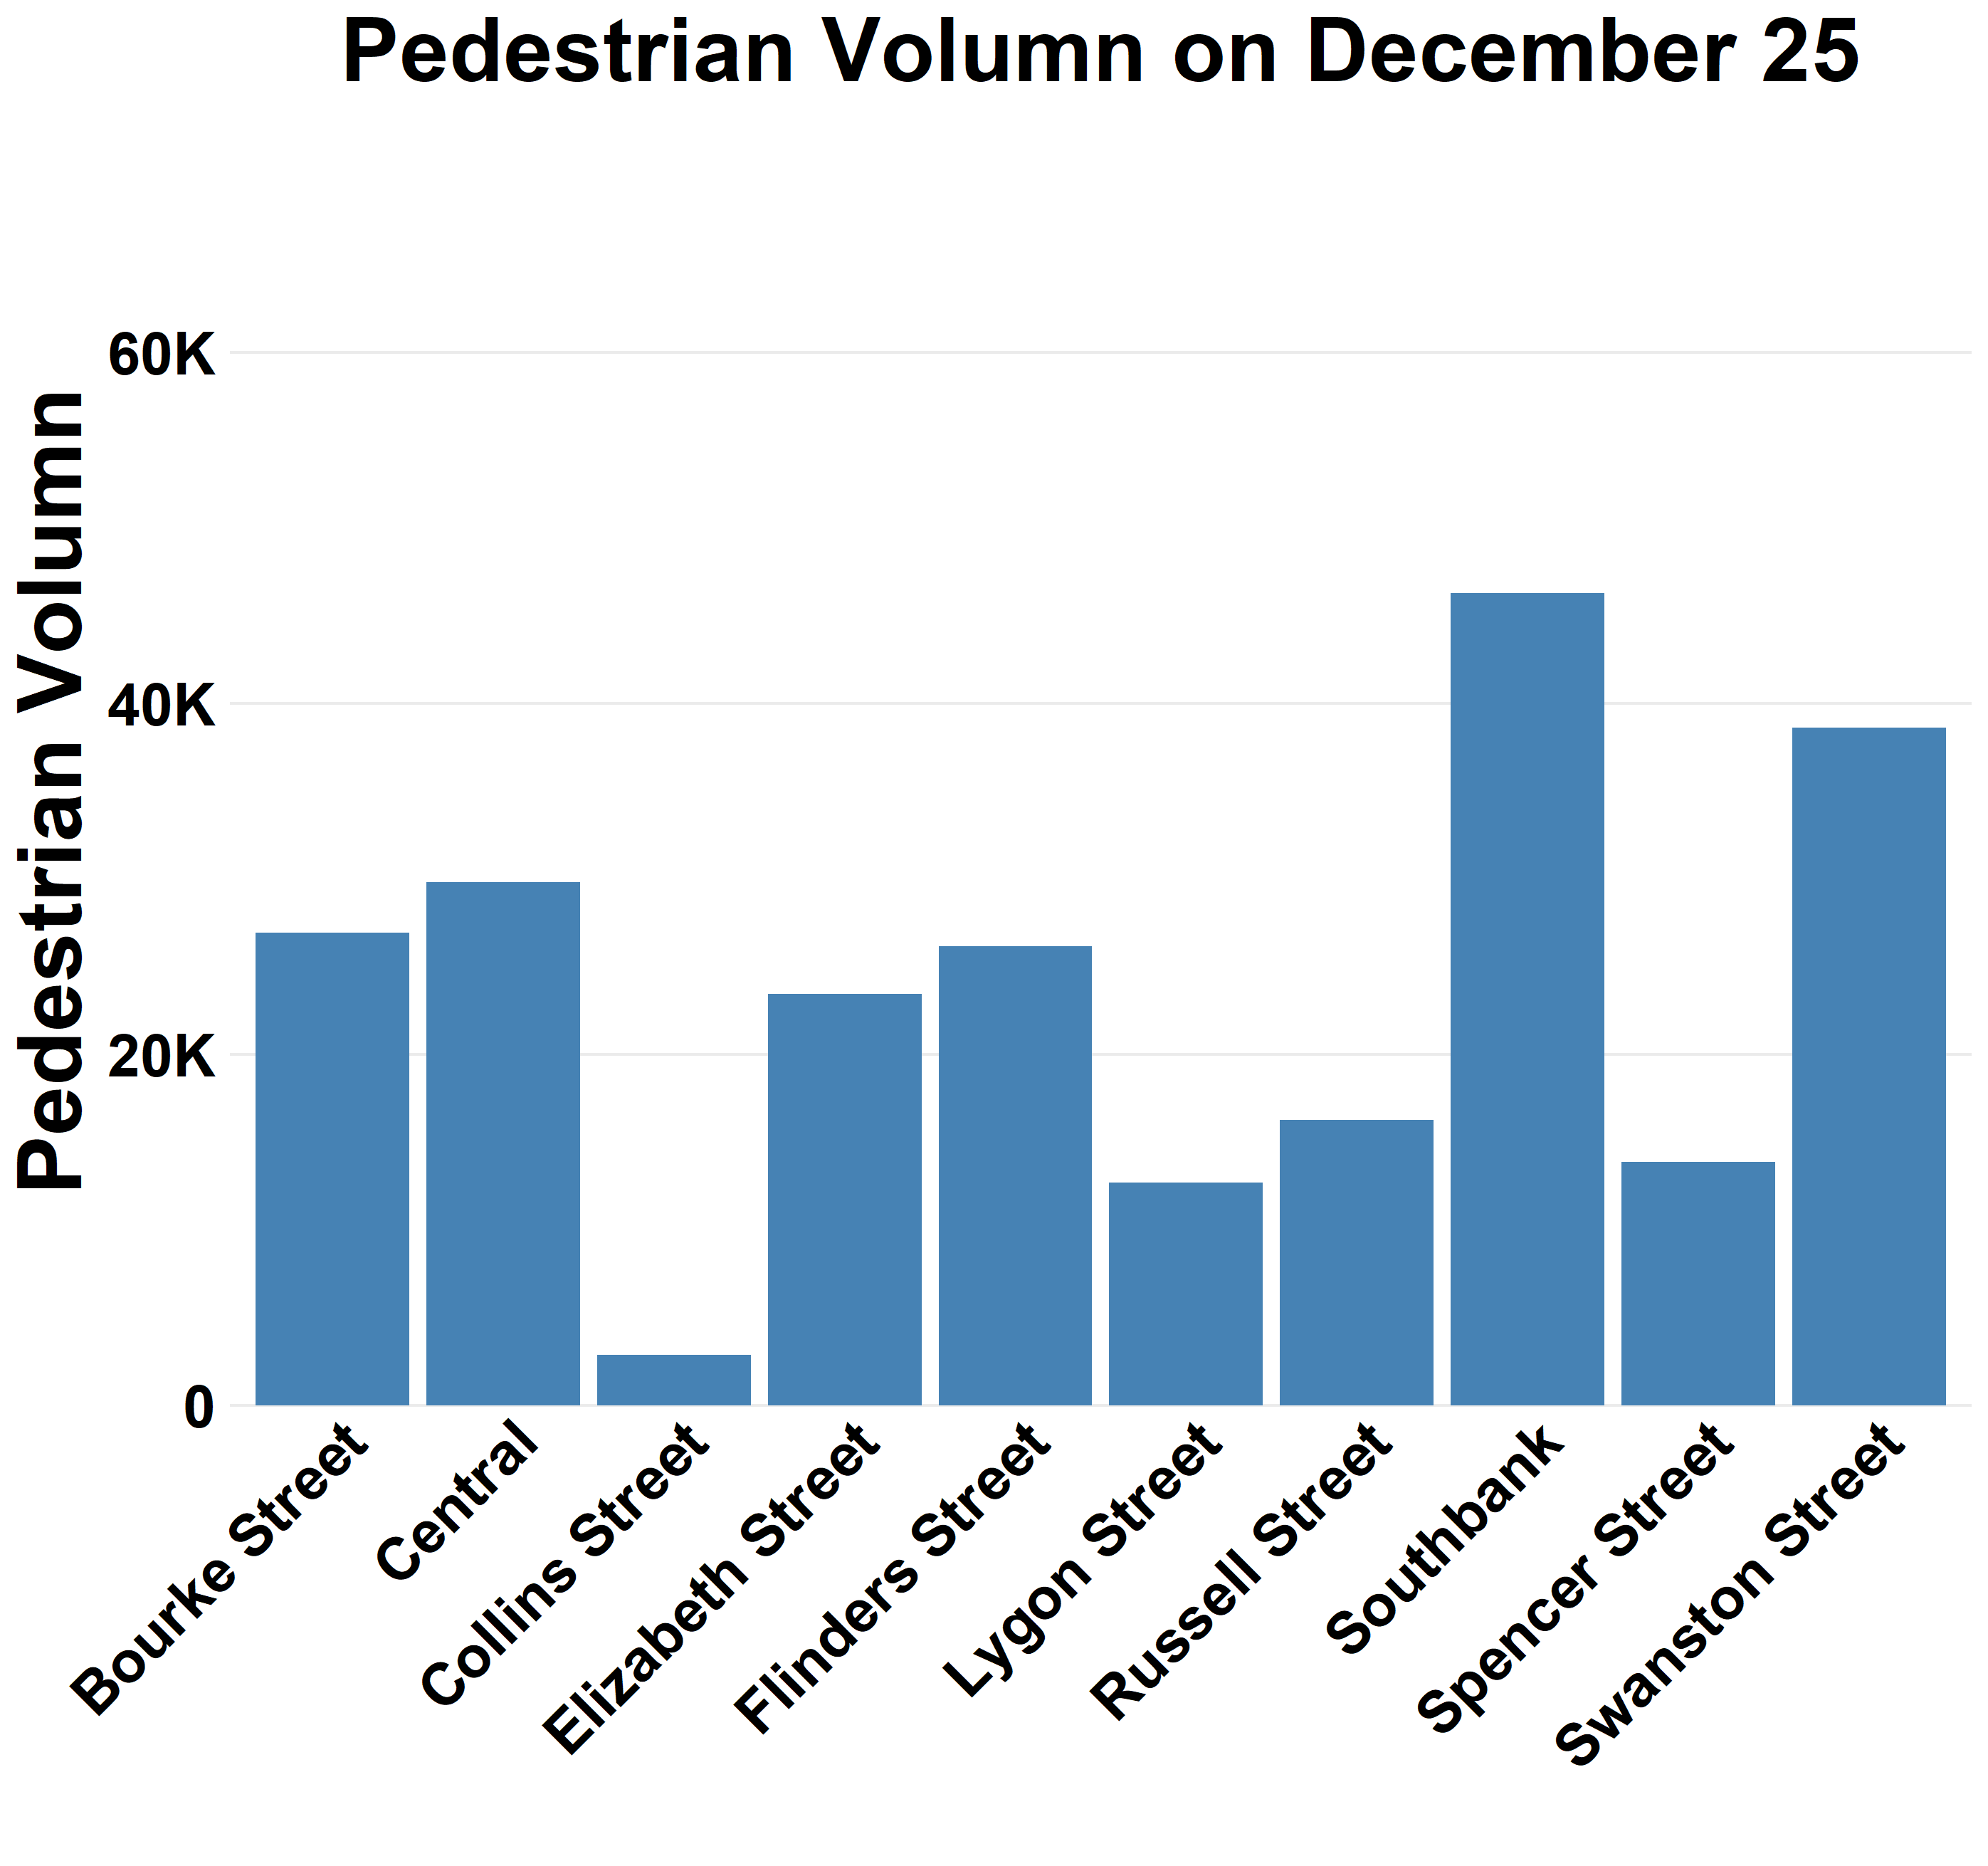 Pedestrian Volumn on December 25
Pedestrian Volumn
60K
40K
20K
0
Bourke Street
Central
Collins Street
Elizabeth Street
Flinders Street
Lygon Street
Russell Street
Southbank
Spencer Street
Swanston Street